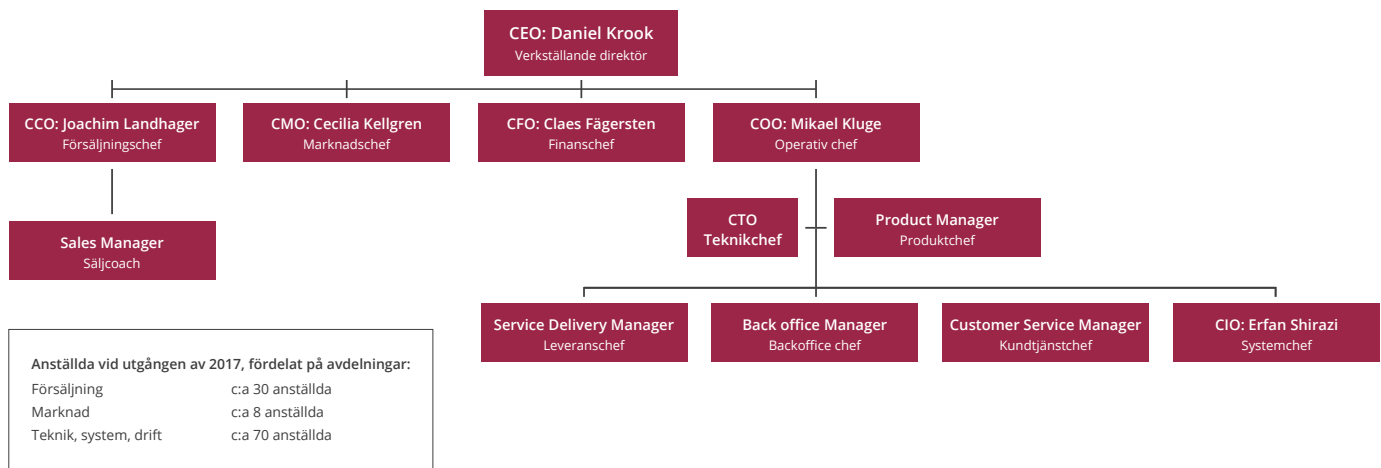 CEO: Daniel Krook
Verkställande direktör
CCO: Joachim Landhager
Försäljningschef
CMO: Cecilia Kellgren
Marknadschef
CFO: Claes Fägersten
Finanschef
COO: Mikael Kluge
Operativ chef
CTO
Teknikchef
Product Manager
Produktchef
Sales Manager
Säljcoach
Service Delivery Manager
Leveranschef
Back office Manager
Backoffice chef
Customer Service Manager
Kundtjänstchef
CIO: Erfan Shirazi
Systemchef
Anställda vid utgången av 2017, fördelat på avdelningar:
Försäljning c:a 30 anställda
Marknad c:a 8 anställda
Teknik, system, drift c:a 70 anställda